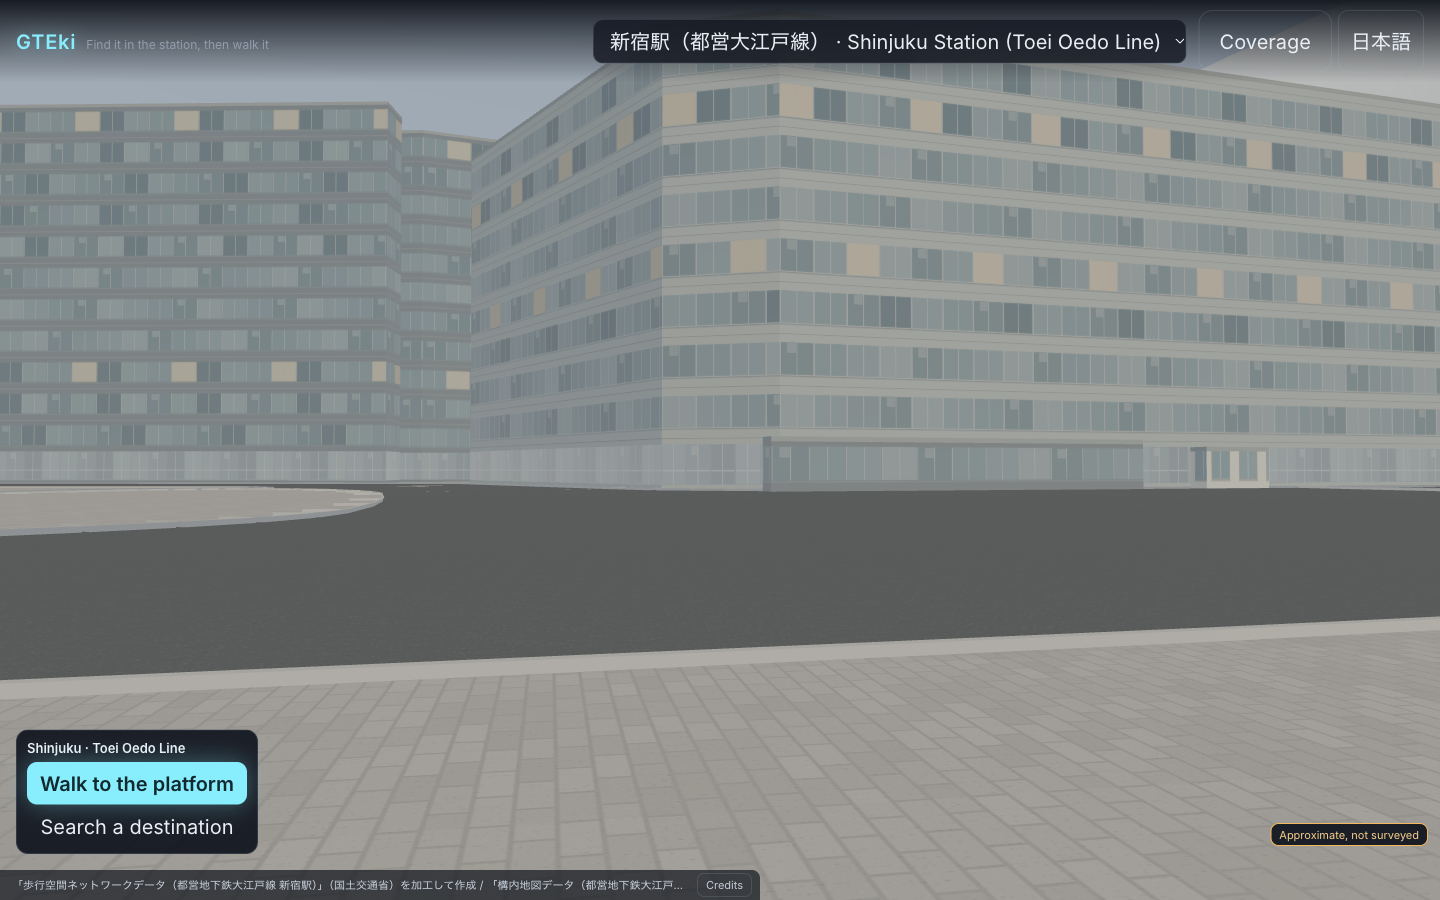 GTEki Find it in the station, then walk it
新宿駅（都営大江戸線） · Shinjuku Station (Toei Oedo Line)
Coverage
日本語
Shinjuku · Toei Oedo Line
Walk to the platform
Search a destination
Approximate, not surveyed
「歩行空間ネットワークデータ（都営地下鉄大江戸線 新宿駅）」（国土交通省）を加工して作成 / 「構内地図データ（都営地下鉄大江戸...
Credits